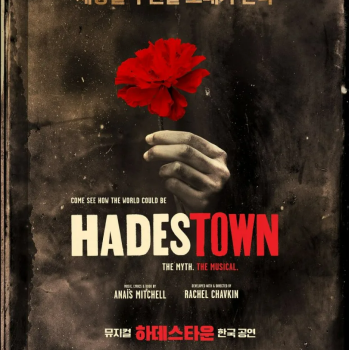 COME SEE HOW THE WORLD COULD BE
HADESTOWN
THE MYTH. THE MUSICAL.
MUSIC, LYRICS & BOOK BY
ANAÏS MITCHELL
DEVELOPED WITH & DIRECTED BY
RACHEL CHAVKIN
뮤지컬 하데스타운 한국 공연